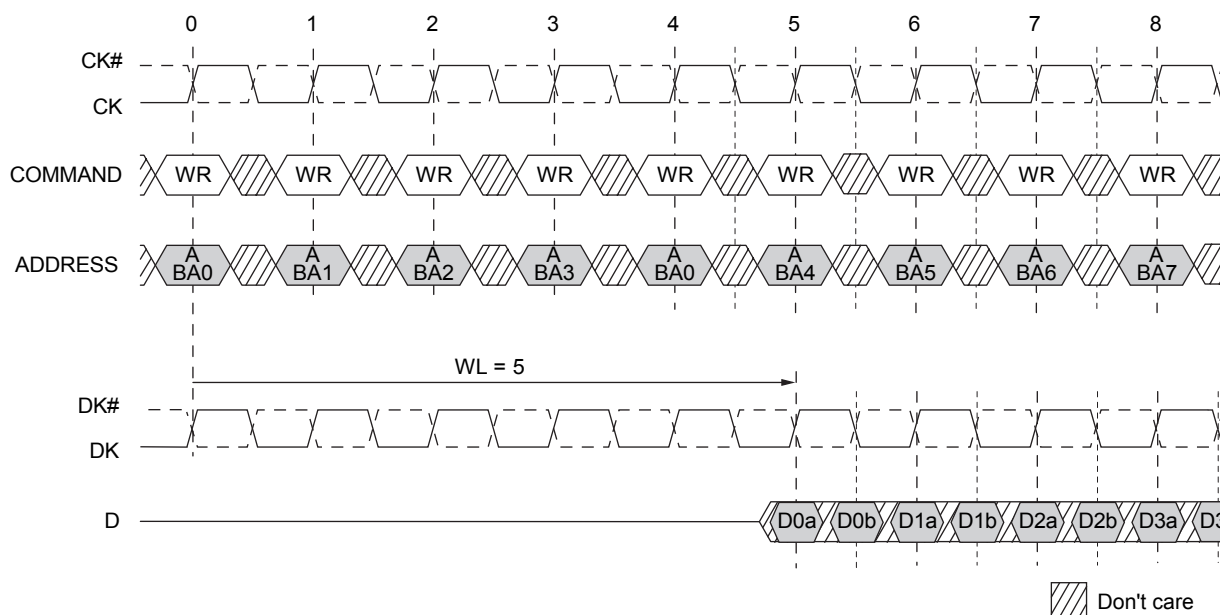 0 1 2 3 4 5 6 7 8
CK#
CK
COMMAND WR WR WR WR WR WR WR WR WR
A A A A A A A A A
ADDRESS BA0 BA1 BA2 BA3 BA0 BA4 BA5 BA6 BA7
WL = 5
DK#
DK
D D0a D0b D1a D1b D2a D2b D3a
Don't care